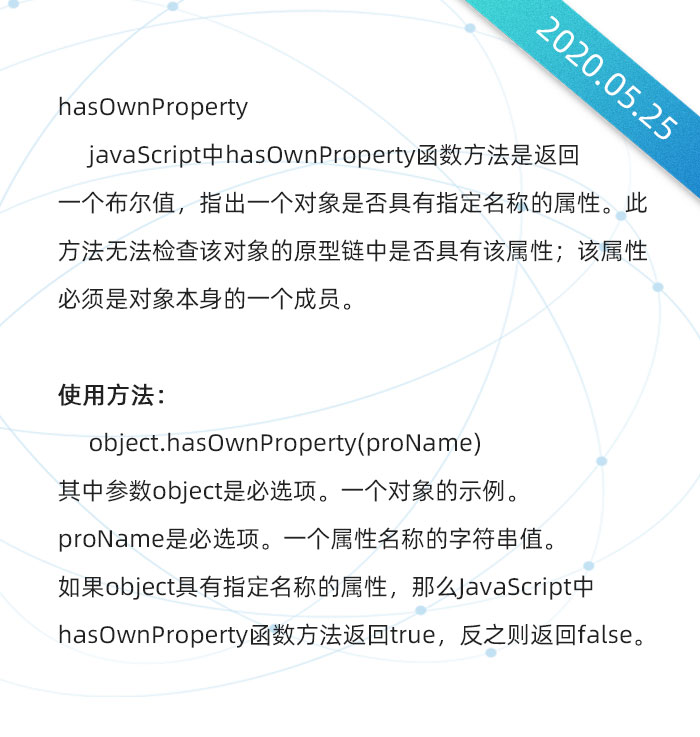 2020.05.25
hasOwnProperty
javaScript中hasOwnProperty函数方法是返回
一个布尔值，指出一个对象是否具有指定名称的属性。此
方法无法检查该对象的原型链中是否具有该属性；该属性
必须是对象本身的一个成员。
使用方法：
object.hasOwnProperty(proName)
其中参数object是必选项。一个对象的示例。
proName是必选项。一个属性名称的字符串值。
如果object具有指定名称的属性，那么JavaScript中
hasOwnProperty函数方法返回true，反之则返回false。